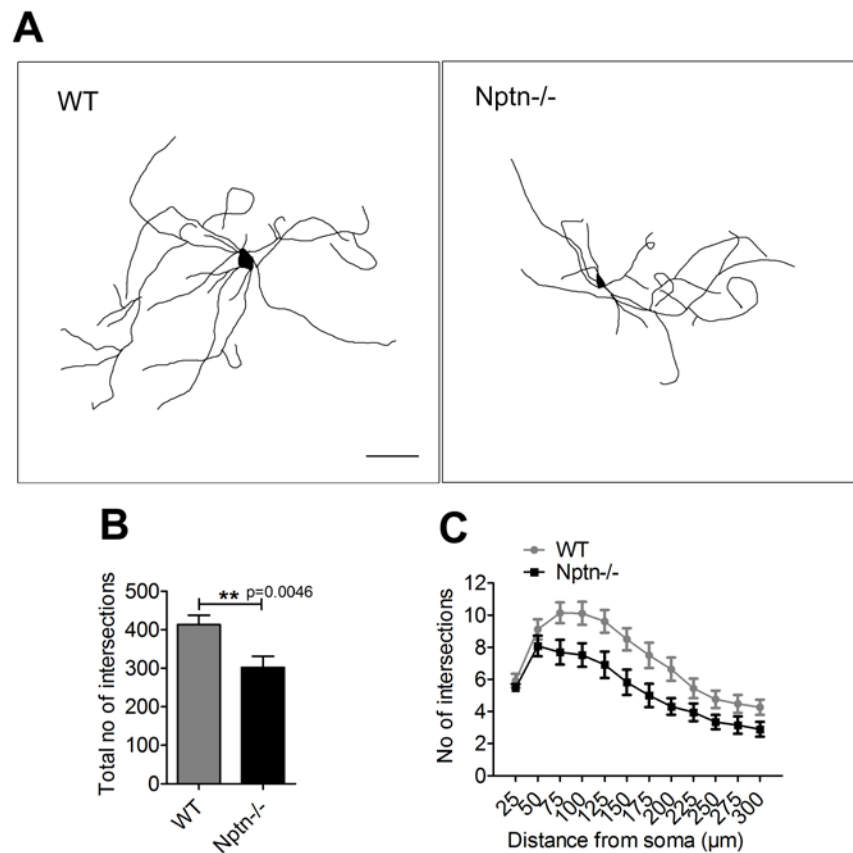 A
WT
Nptn-/-
B
C
Total no of intersections
500
400
300
200
100
0
** p=0.0046
WT
Nptn-/-
WT
Nptn-/-
No of intersections
12
10
8
6
4
2
0
25
50
75
100
125
150
175
200
225
250
275
300
Distance from soma (µm)